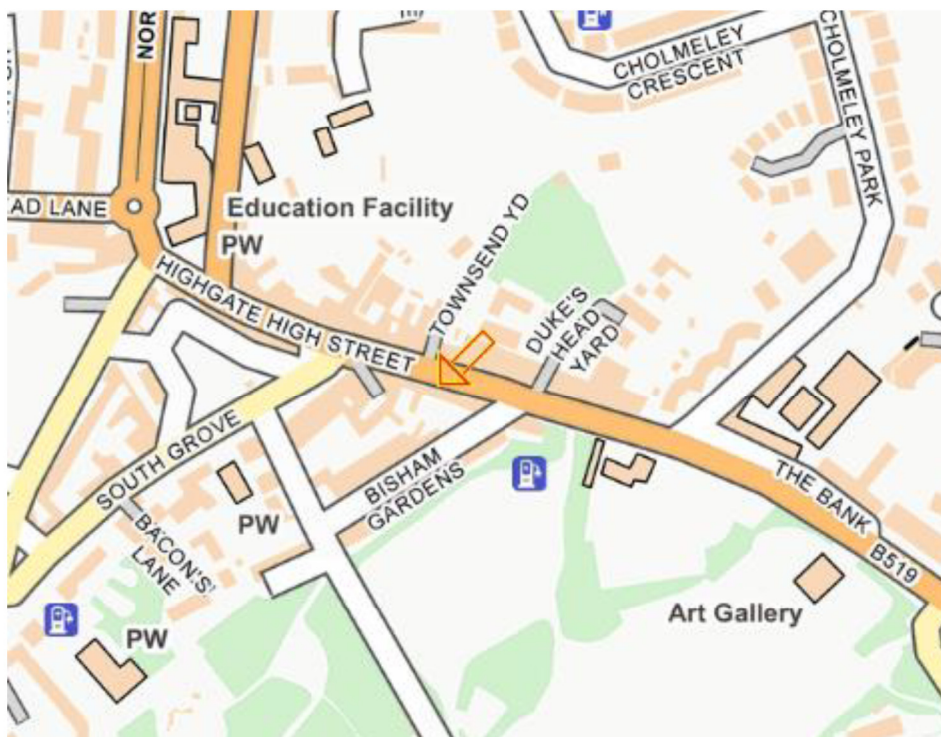 NOR
CHOLMELEY
CRESCENT
CHOLMELEY PARK
AD LANE
Education Facility
PW
HIGHGATE HIGH STREET
TOWNSEND YD
DUKE'S
HEAD
YARD
SOUTH GROVE
BISHAM
GARDENS
THE BANK
B519
PW
BACON'S
LANE
PW
Art Gallery